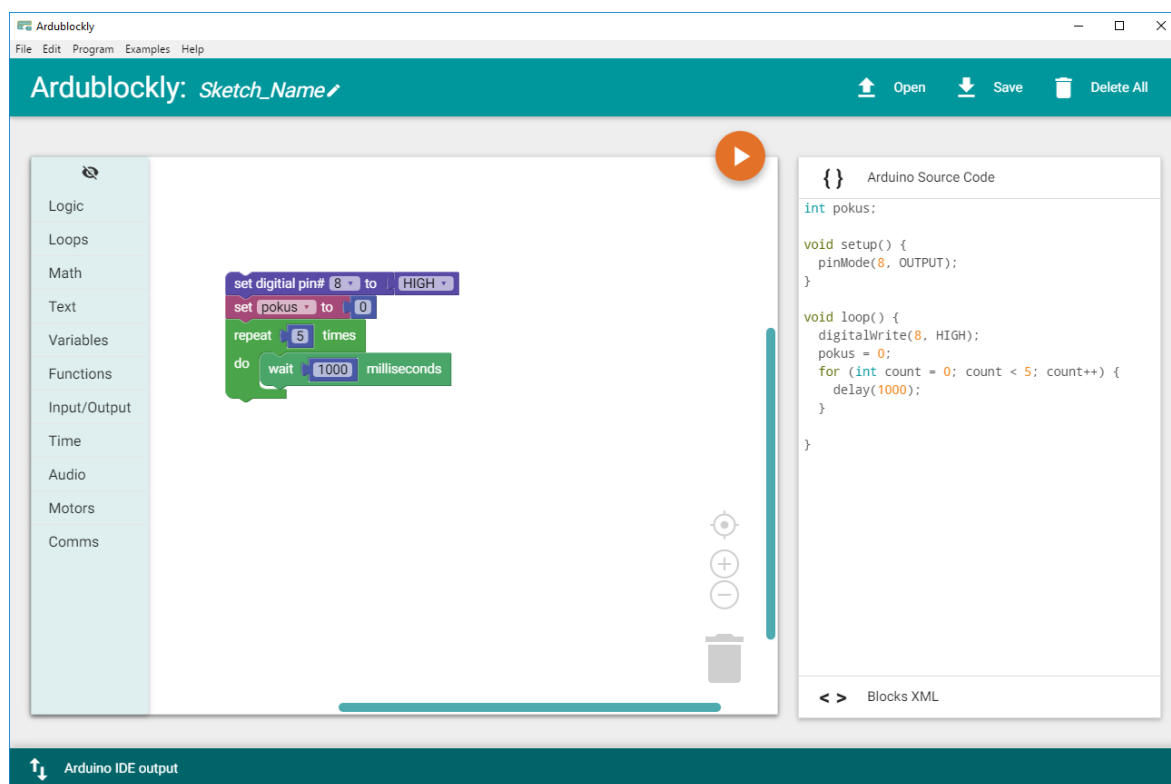 Ardublockly
File Edit Program Examples Help
Ardublockly: Sketch_Name
Open Save Delete All
Logic
Loops
Math
Text
Variables
Functions
Input/Output
Time
Audio
Motors
Comms
set digitial pin# 8 to HIGH
set pokus to 0
repeat 5 times
do wait 1000 milliseconds
{ } Arduino Source Code
int pokus;
void setup() {
pinMode(8, OUTPUT);
}
void loop() {
digitalWrite(8, HIGH);
pokus = 0;
for (int count = 0; count < 5; count++) {
delay(1000);
}
}
< > Blocks XML
Arduino IDE output